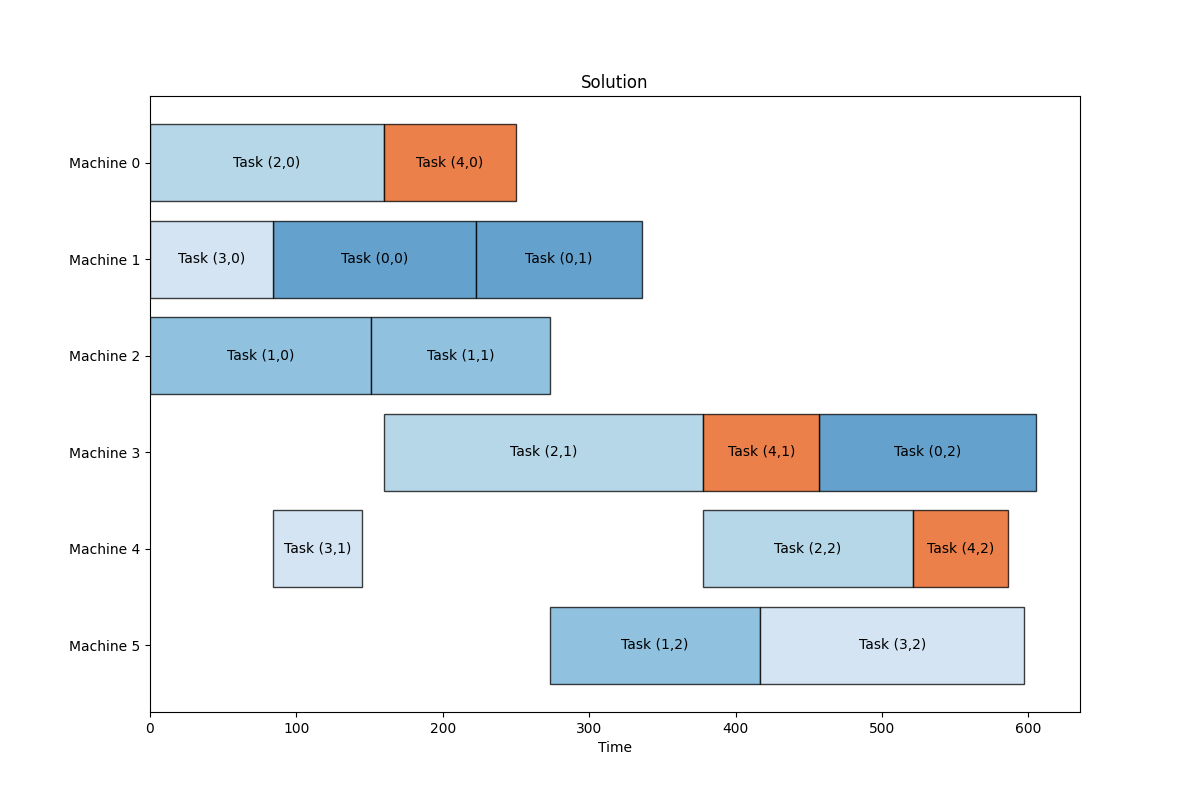 Solution
Machine 0
Task (2,0)
Task (4,0)
Machine 1
Task (3,0)
Task (0,0)
Task (0,1)
Machine 2
Task (1,0)
Task (1,1)
Machine 3
Task (2,1)
Task (4,1)
Task (0,2)
Machine 4
Task (3,1)
Task (2,2)
Task (4,2)
Machine 5
Task (1,2)
Task (3,2)
0 100 200 300 400 500 600
Time